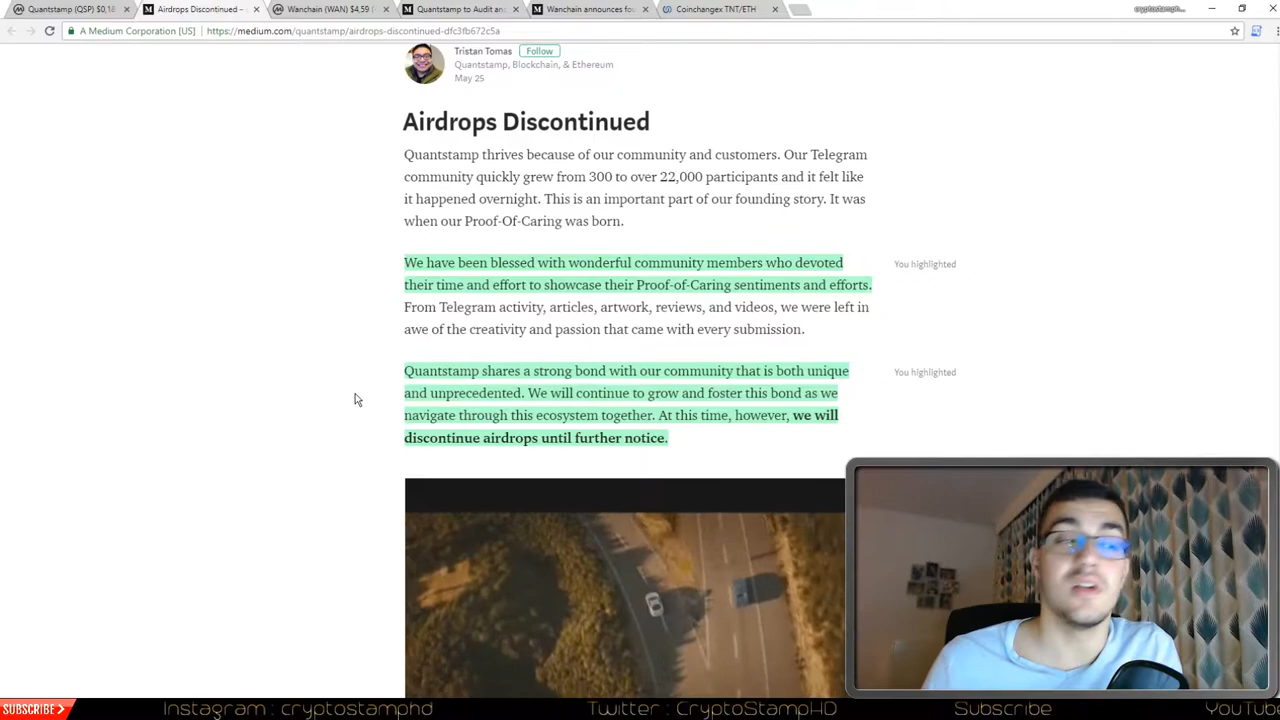 Quantstamp (QSP) $0,18
Airdrops Discontinued –
Wanchain (WAN) $4,59 (-
Quantstamp to Audit and
Wanchain announces fou
Coinchangex TNT/ETH
cryptostamph...
A Medium Corporation [US]
https://medium.com/quantstamp/airdrops-discontinued-dfc3fb672c5a
Tristan Tomas Follow
Quantstamp, Blockchain, & Ethereum
May 25
Airdrops Discontinued
Quantstamp thrives because of our community and customers. Our Telegram
community quickly grew from 300 to over 22,000 participants and it felt like
it happened overnight. This is an important part of our founding story. It was
when our Proof-Of-Caring was born.
We have been blessed with wonderful community members who devoted
their time and effort to showcase their Proof-of-Caring sentiments and efforts.
From Telegram activity, articles, artwork, reviews, and videos, we were left in
awe of the creativity and passion that came with every submission.
You highlighted
Quantstamp shares a strong bond with our community that is both unique
and unprecedented. We will continue to grow and foster this bond as we
navigate through this ecosystem together. At this time, however, we will
discontinue airdrops until further notice.
You highlighted
SUBSCRIBE
Instagram : cryptostamphd
Twitter : CryptoStampHD
Subscribe
YouTube